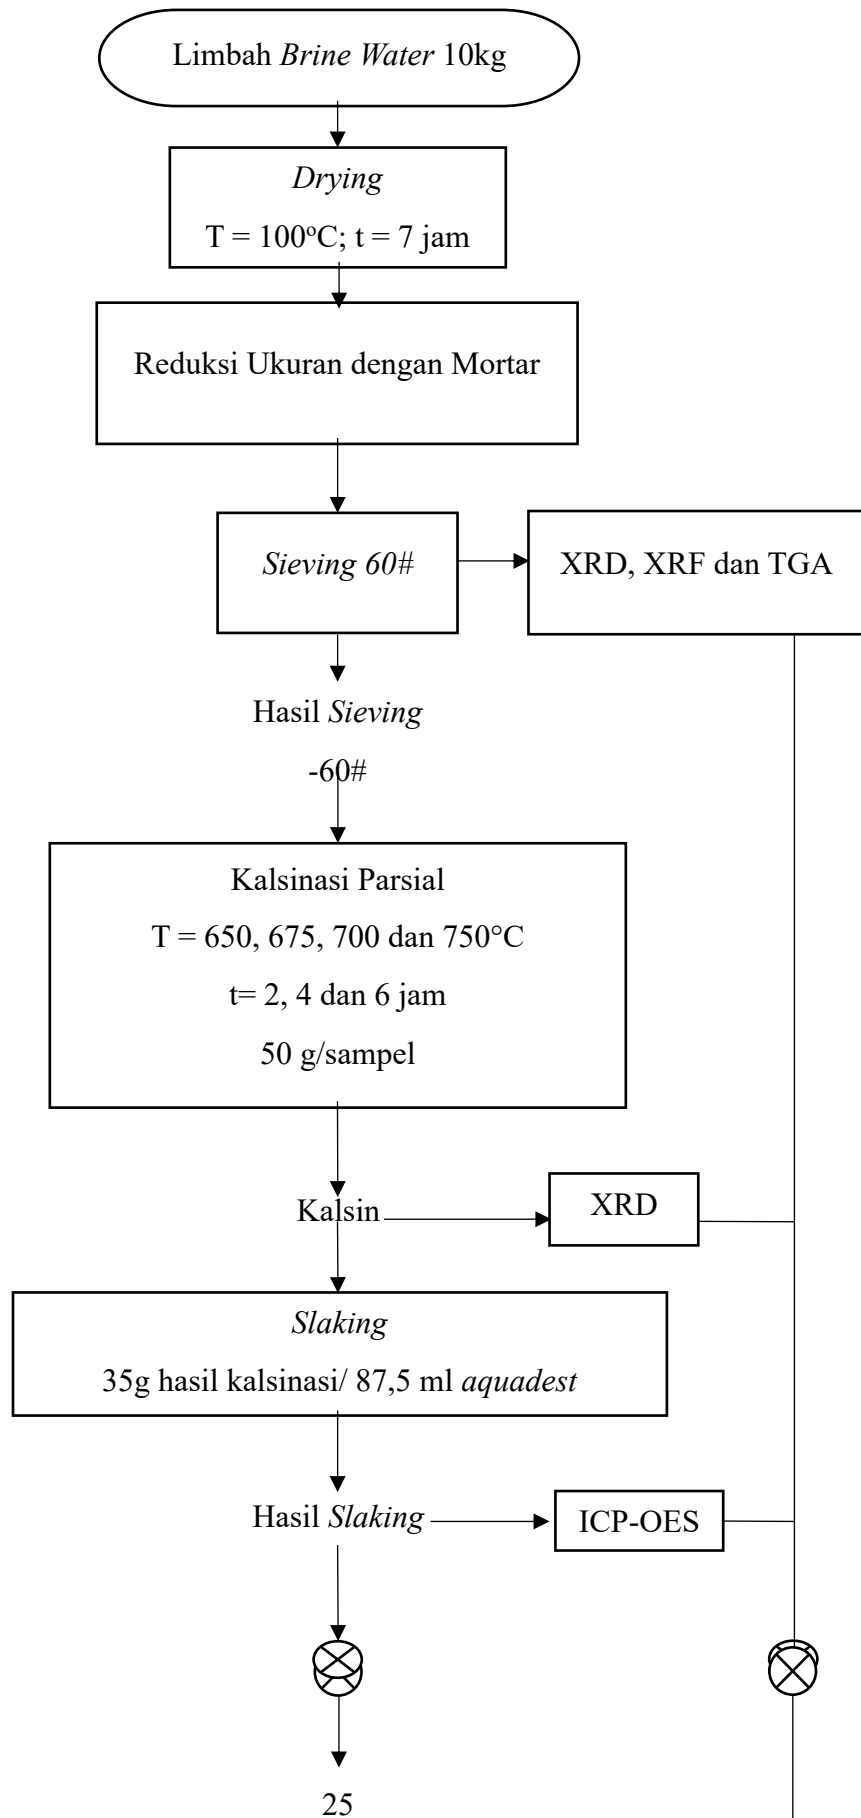 Limbah Brine Water 10kg
Drying
T = 100°C; t = 7 jam
Reduksi Ukuran dengan Mortar
Sieving 60#
XRD, XRF dan TGA
Hasil Sieving
-60#
Kalsinasi Parsial
T = 650, 675, 700 dan 750°C
t= 2, 4 dan 6 jam
50 g/sampel
Kalsin
XRD
Slaking
35g hasil kalsinasi/ 87,5 ml aquadest
Hasil Slaking
ICP-OES
25